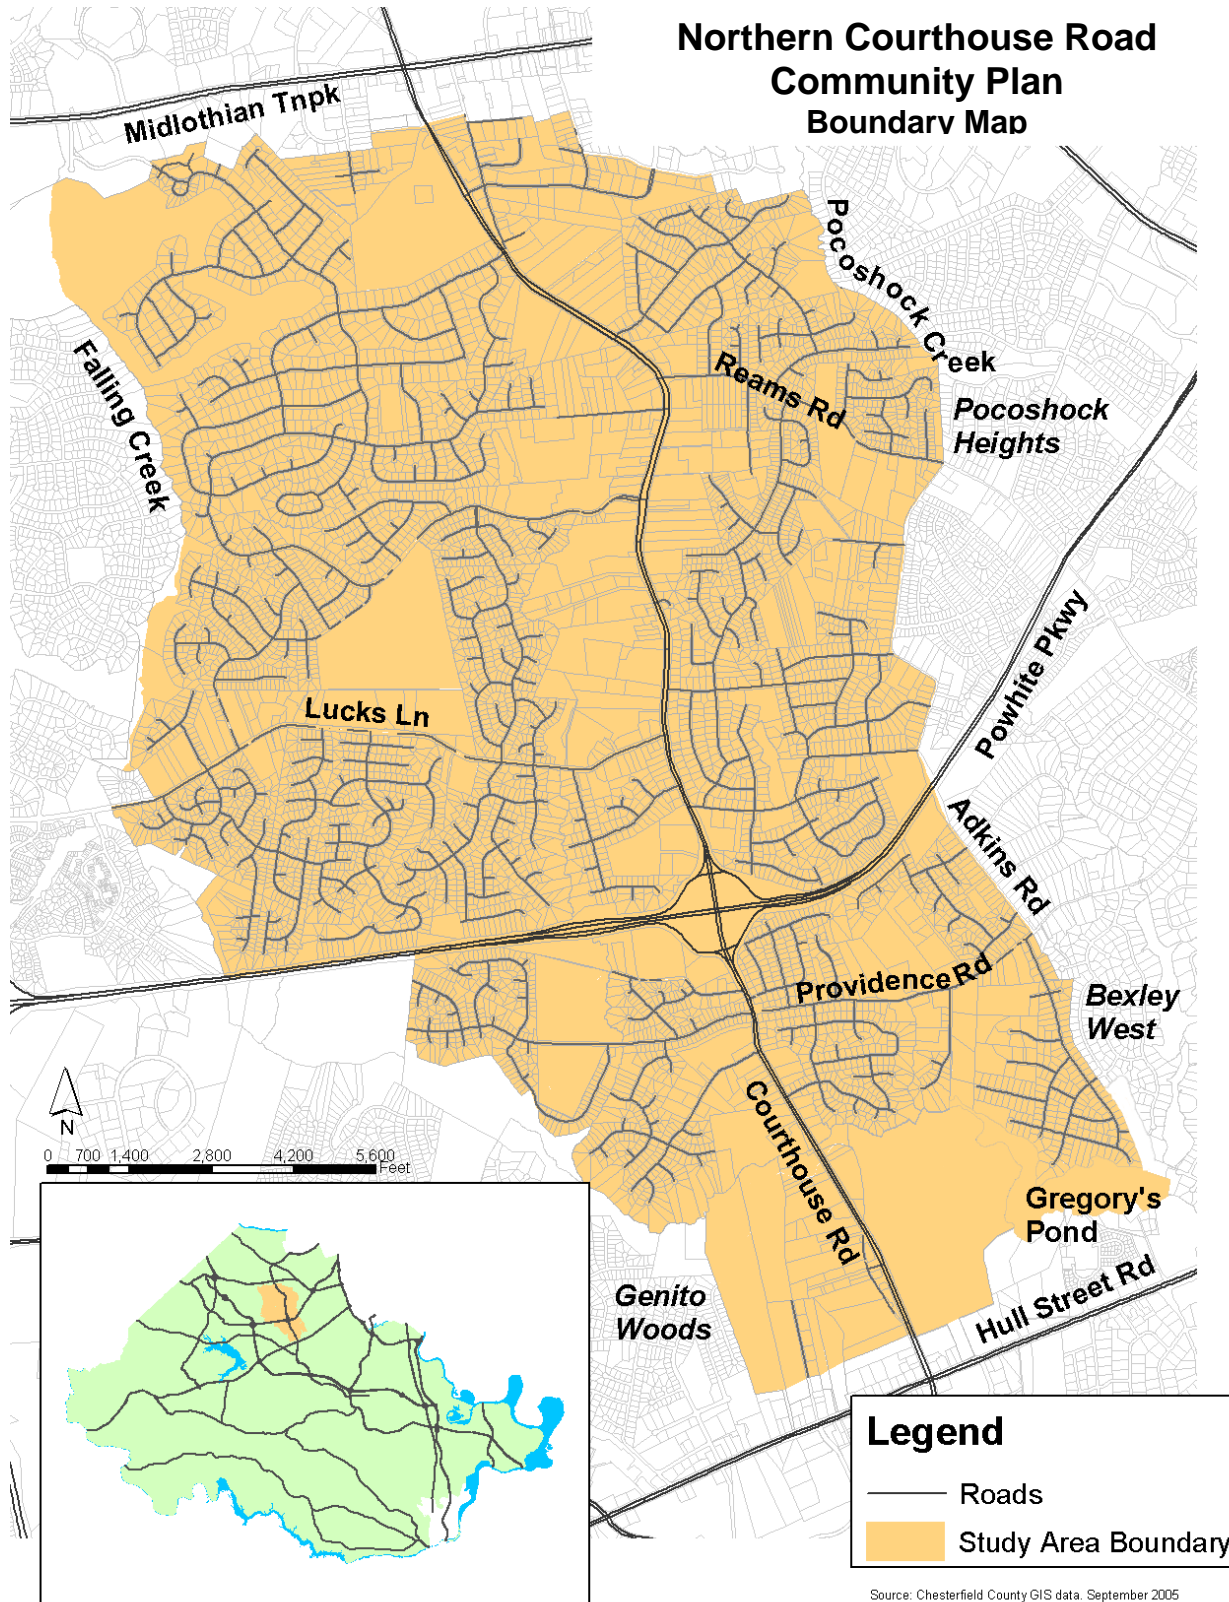 Northern Courthouse Road
Community Plan
Boundary Map
Midlothian Tnpk
Pocoshock Creek
Falling Creek
Reams Rd
Pocoshock
Heights
Powhite Pkwy
Lucks Ln
Adkins Rd
Providence Rd
Bexley
West
N
0 700 1,400 2,800 4,200 5,600
Feet
Courthouse Rd
Gregory's
Pond
Genito
Woods
Hull Street Rd
Legend
Roads
Study Area Boundary
Source: Chesterfield County GIS data. September 2005